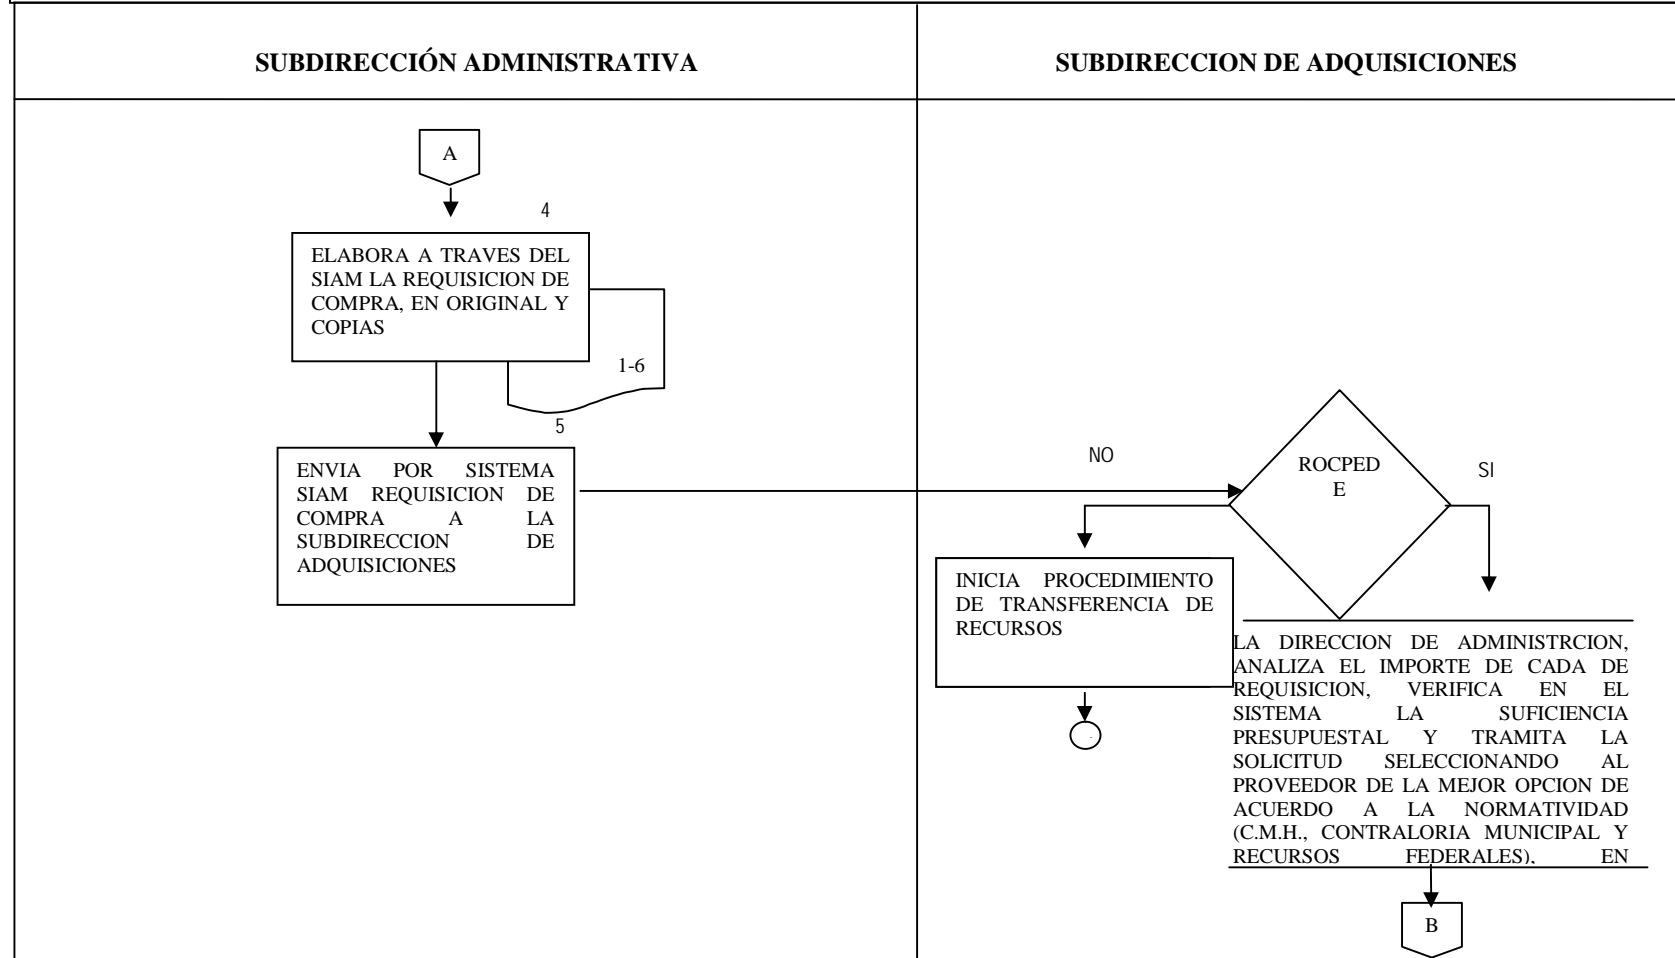 SUBDIRECCIÓN ADMINISTRATIVA
SUBDIRECCION DE ADQUISICIONES
A
4
ELABORA A TRAVES DEL
SIAM LA REQUISICION DE
COMPRA, EN ORIGINAL Y
COPIAS
1-6
5
ENVIA POR SISTEMA
SIAM REQUISICION DE
COMPRA A LA
SUBDIRECCION DE
ADQUISICIONES
NO
ROCPED
E
SI
INICIA PROCEDIMIENTO
DE TRANSFERENCIA DE
RECURSOS
LA DIRECCION DE ADMINISTRCION,
ANALIZA EL IMPORTE DE CADA DE
REQUISICION, VERIFICA EN EL
SISTEMA LA SUFICIENCIA
PRESUPUESTAL Y TRAMITA LA
SOLICITUD SELECCIONANDO AL
PROVEEDOR DE LA MEJOR OPCION DE
ACUERDO A LA NORMATIVIDAD
(C.M.H., CONTRALORIA MUNICIPAL Y
RECURSOS FEDERALES), EN
B